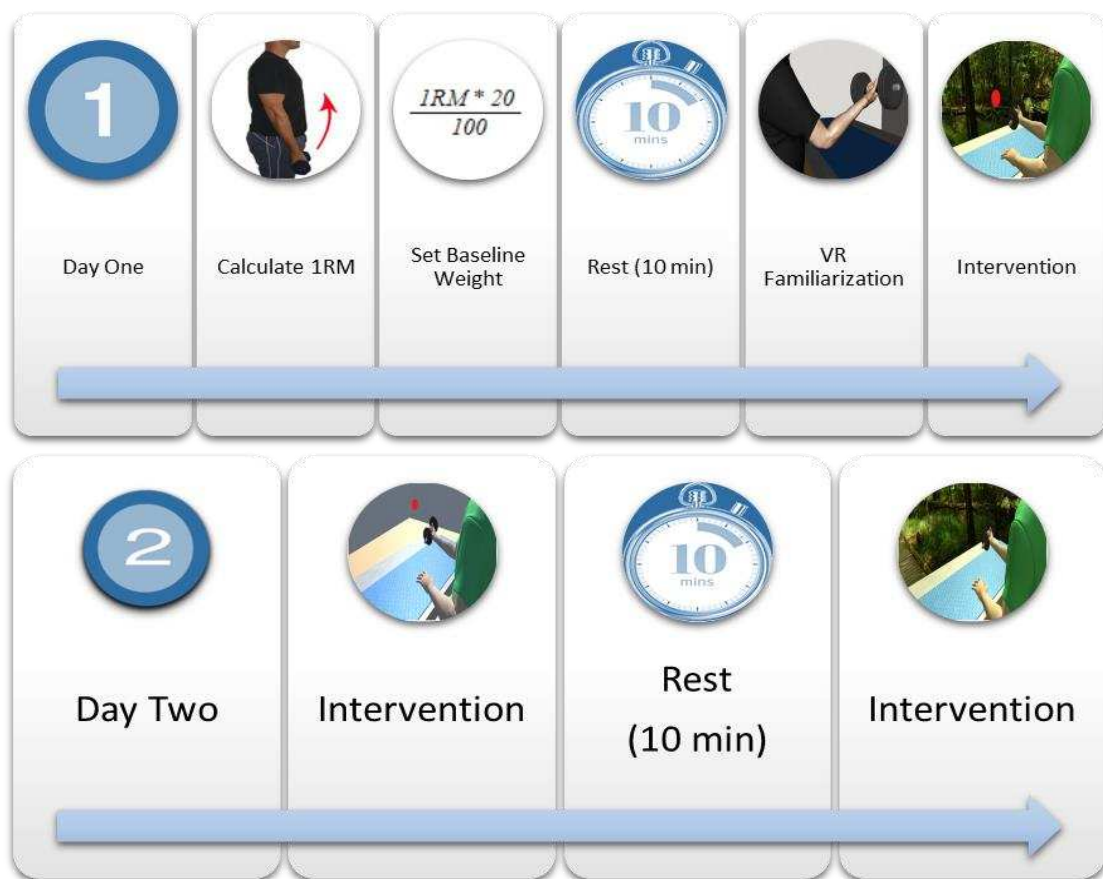 1
1RM * 20
100
10
mins
Day One
Calculate 1RM
Set Baseline
Weight
Rest (10 min)
VR
Familiarization
Intervention
2
10
mins
Day Two
Intervention
Rest
(10 min)
Intervention